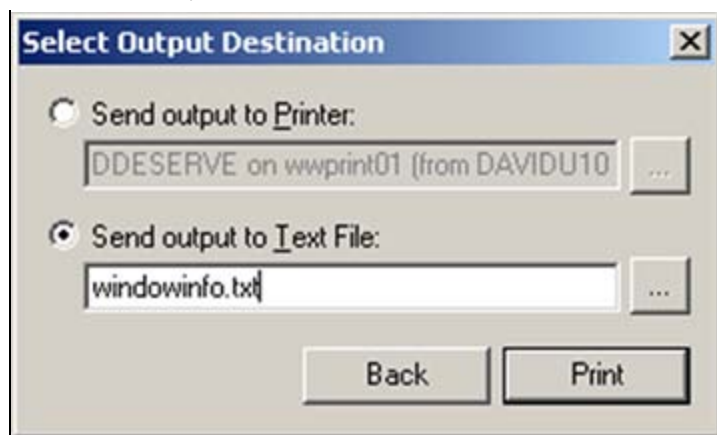 Select Output Destination
Send output to Printer:
DDESERVE on wwprint01 (from DAVIDU10
...
Send output to Text File:
windowinfo.txt
...
Back
Print